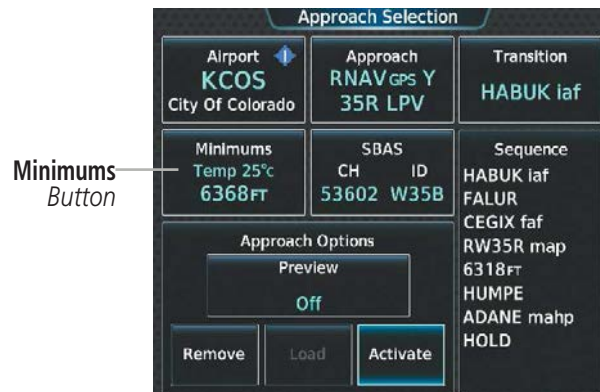 Approach Selection
Airport
KCOS
City Of Colorado
Approach
RNAV GPS Y
35R LPV
Transition
HABUK iaf
Minimums
Button
Minimums
Temp 25°C
6368FT
SBAS
CH ID
53602 W35B
Sequence
HABUK iaf
FALUR
CEGIX faf
RW35R map
6318FT
HUMPE
ADANE mahp
HOLD
Approach Options
Preview
Off
Remove
Load
Activate